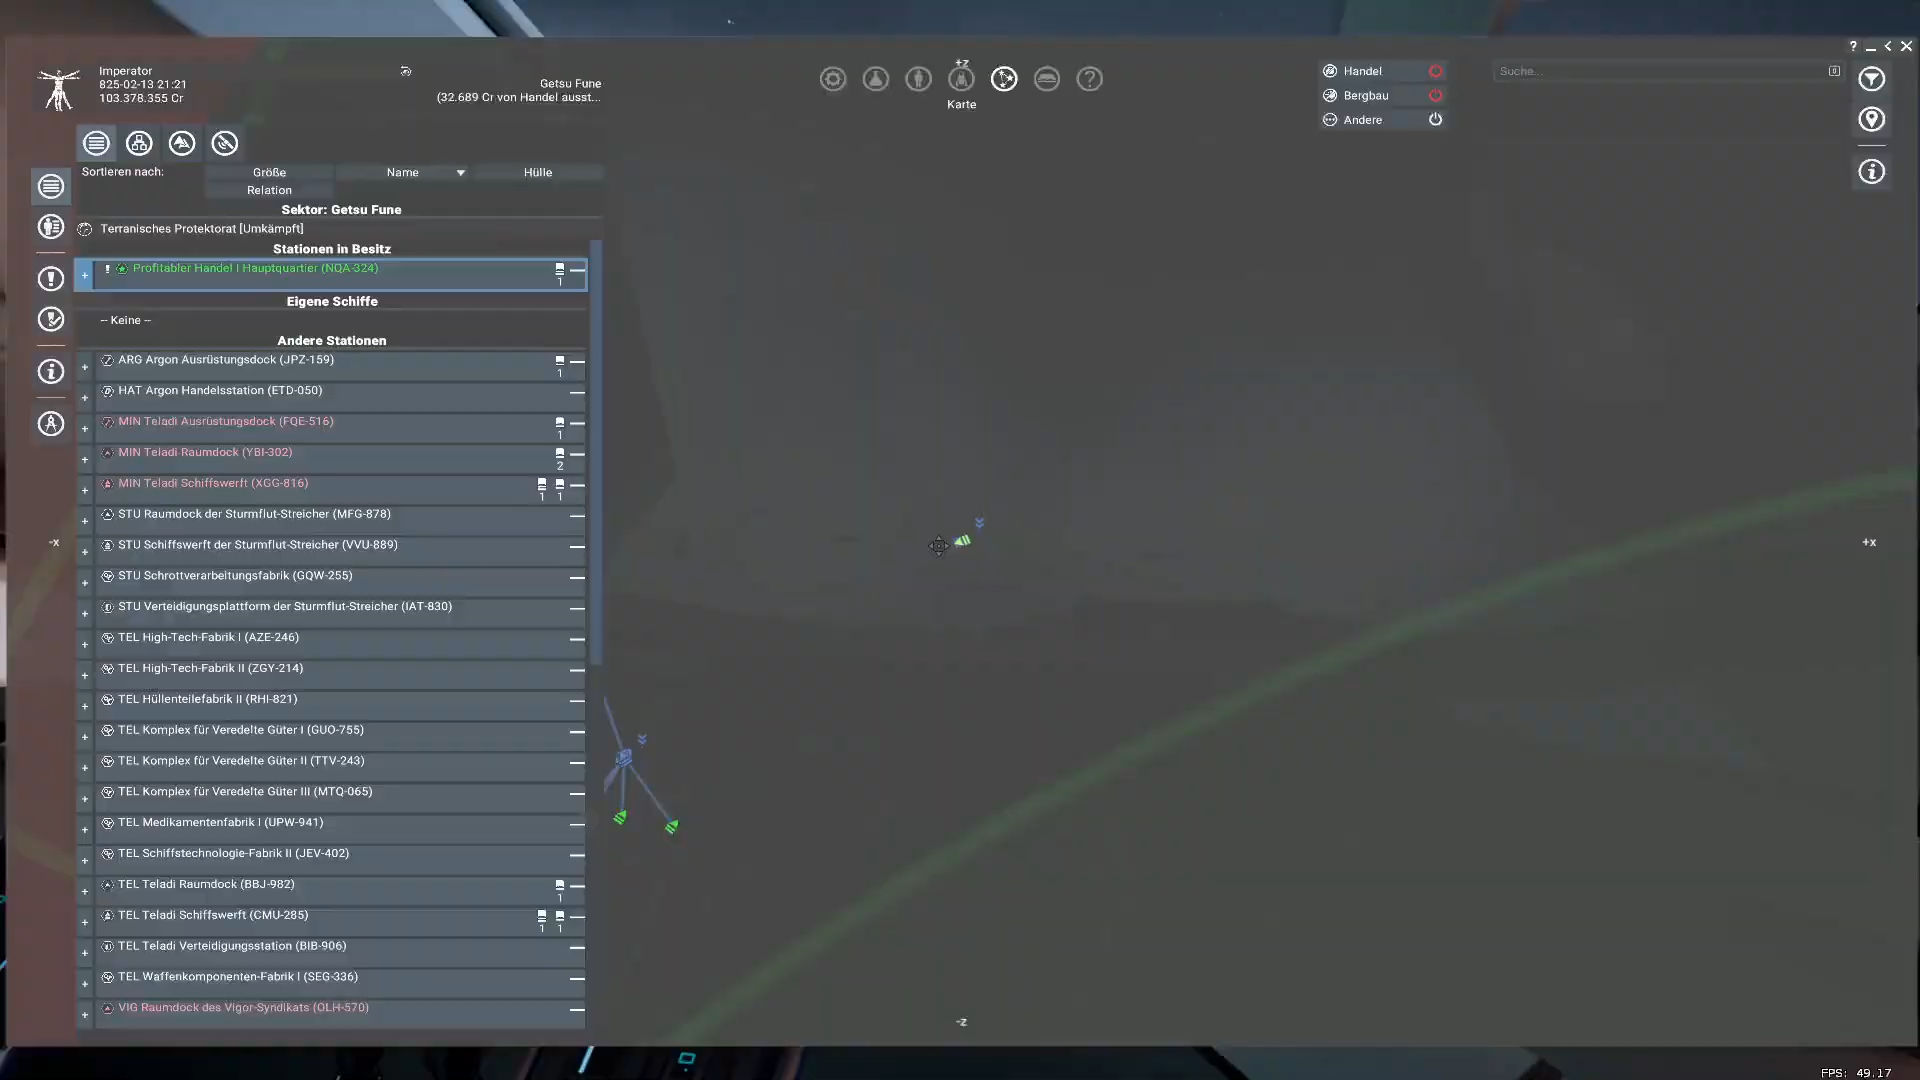 Imperator
825-02-13 21:21
103.378.355 Cr
Getsu Fune
(32.689 Cr von Handel ausst...
+z
Karte
Handel
Bergbau
Andere
Suche...
Sortieren nach:
Größe
Name
Hülle
Relation
Sektor: Getsu Fune
Terranisches Protektorat [Umkämpft]
Stationen in Besitz
+ ! Profitabler Handel I Hauptquartier (NQA-324)
1
Eigene Schiffe
-- Keine --
Andere Stationen
+ ARG Argon Ausrüstungsdock (JPZ-159)
1
+ HAT Argon Handelsstation (ETD-050)
+ MIN Teladi Ausrüstungsdock (FQE-516)
1
+ MIN Teladi Raumdock (YBI-302)
2
+ MIN Teladi Schiffswerft (XGG-816)
1 1
+ STU Raumdock der Sturmflut-Streicher (MFG-878)
+ STU Schiffswerft der Sturmflut-Streicher (VVU-889)
+ STU Schrottverarbeitungsfabrik (GQW-255)
+ STU Verteidigungsplattform der Sturmflut-Streicher (IAT-830)
+ TEL High-Tech-Fabrik I (AZE-246)
+ TEL High-Tech-Fabrik II (ZGY-214)
+ TEL Hüllenteilefabrik II (RHI-821)
+ TEL Komplex für Veredelte Güter I (GUO-755)
+ TEL Komplex für Veredelte Güter II (TTV-243)
+ TEL Komplex für Veredelte Güter III (MTQ-065)
+ TEL Medikamentenfabrik I (UPW-941)
+ TEL Schiffstechnologie-Fabrik II (JEV-402)
+ TEL Teladi Raumdock (BBJ-982)
1
+ TEL Teladi Schiffswerft (CMU-285)
1 1
+ TEL Teladi Verteidigungsstation (BIB-906)
+ TEL Waffenkomponenten-Fabrik I (SEG-336)
+ VIG Raumdock des Vigor-Syndikats (OLH-570)
-x
+x
-z
FPS: 49.17